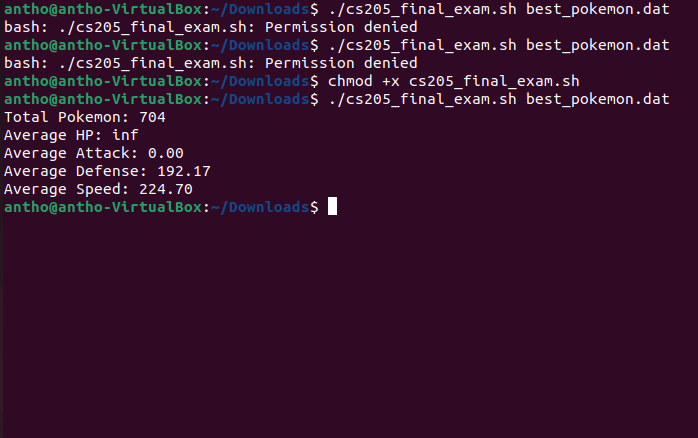 antho@antho-VirtualBox:~/Downloads$ ./cs205_final_exam.sh best_pokemon.dat
bash: ./cs205_final_exam.sh: Permission denied
antho@antho-VirtualBox:~/Downloads$ ./cs205_final_exam.sh best_pokemon.dat
bash: ./cs205_final_exam.sh: Permission denied
antho@antho-VirtualBox:~/Downloads$ chmod +x cs205_final_exam.sh
antho@antho-VirtualBox:~/Downloads$ ./cs205_final_exam.sh best_pokemon.dat
Total Pokemon: 704
Average HP: inf
Average Attack: 0.00
Average Defense: 192.17
Average Speed: 224.70
antho@antho-VirtualBox:~/Downloads$